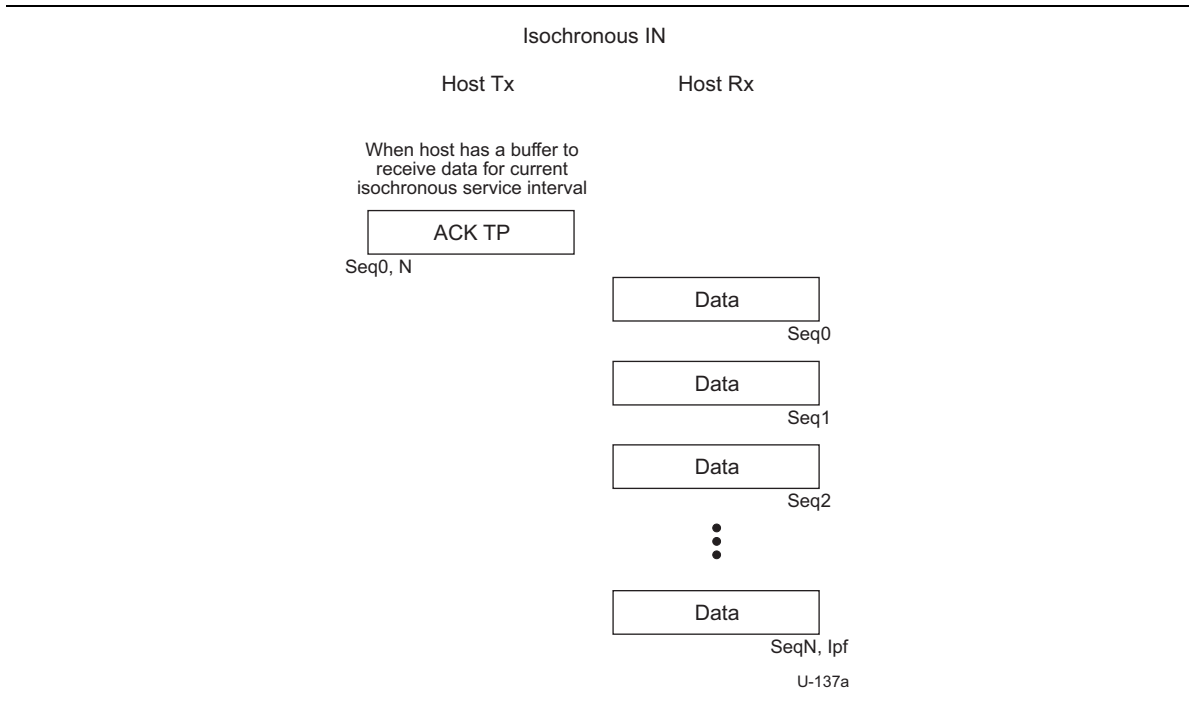 Isochronous IN
Host Tx
Host Rx
When host has a buffer to
receive data for current
isochronous service interval
ACK TP
Seq0, N
Data
Seq0
Data
Seq1
Data
Seq2
Data
SeqN, lpf
U-137a